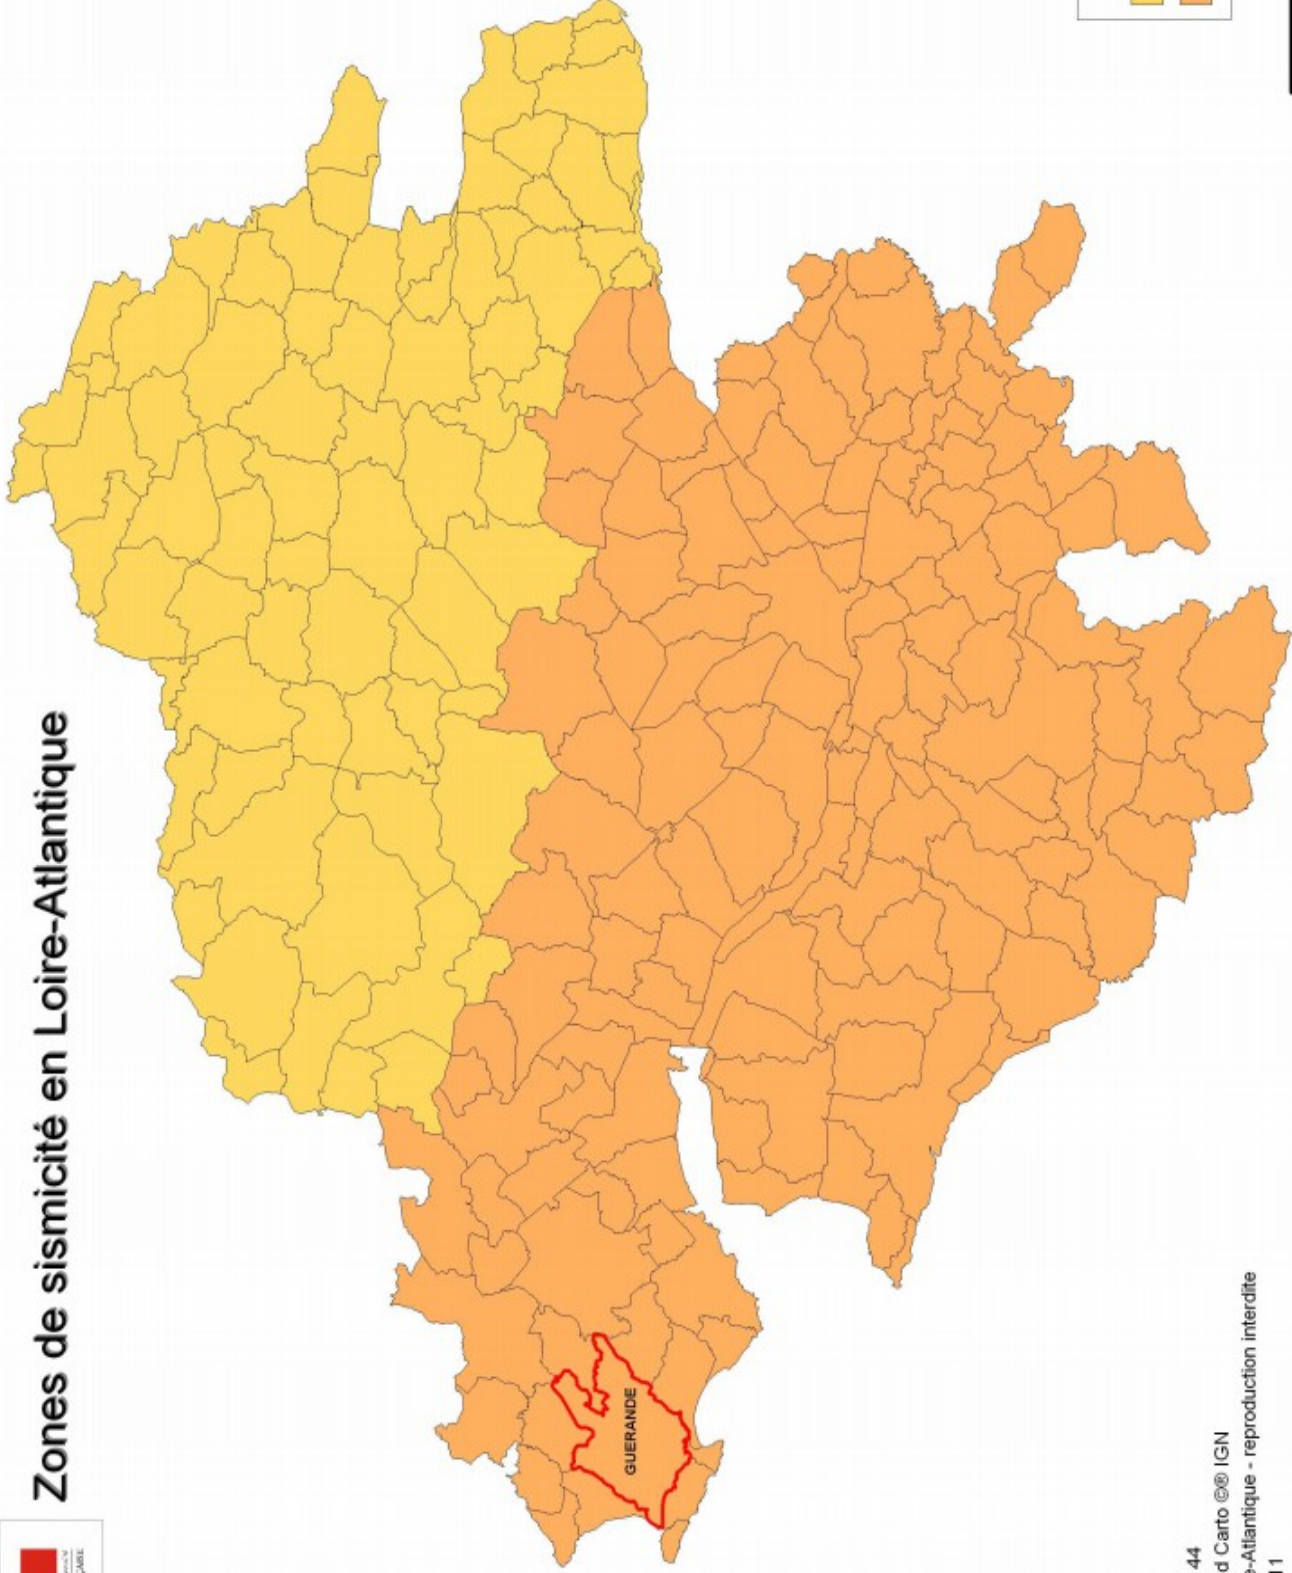 Zones de sismicité en Loire-Atlantique
GUERANDE
44
d Carto ©® IGN
e-Atlantique - reproduction interdite
11